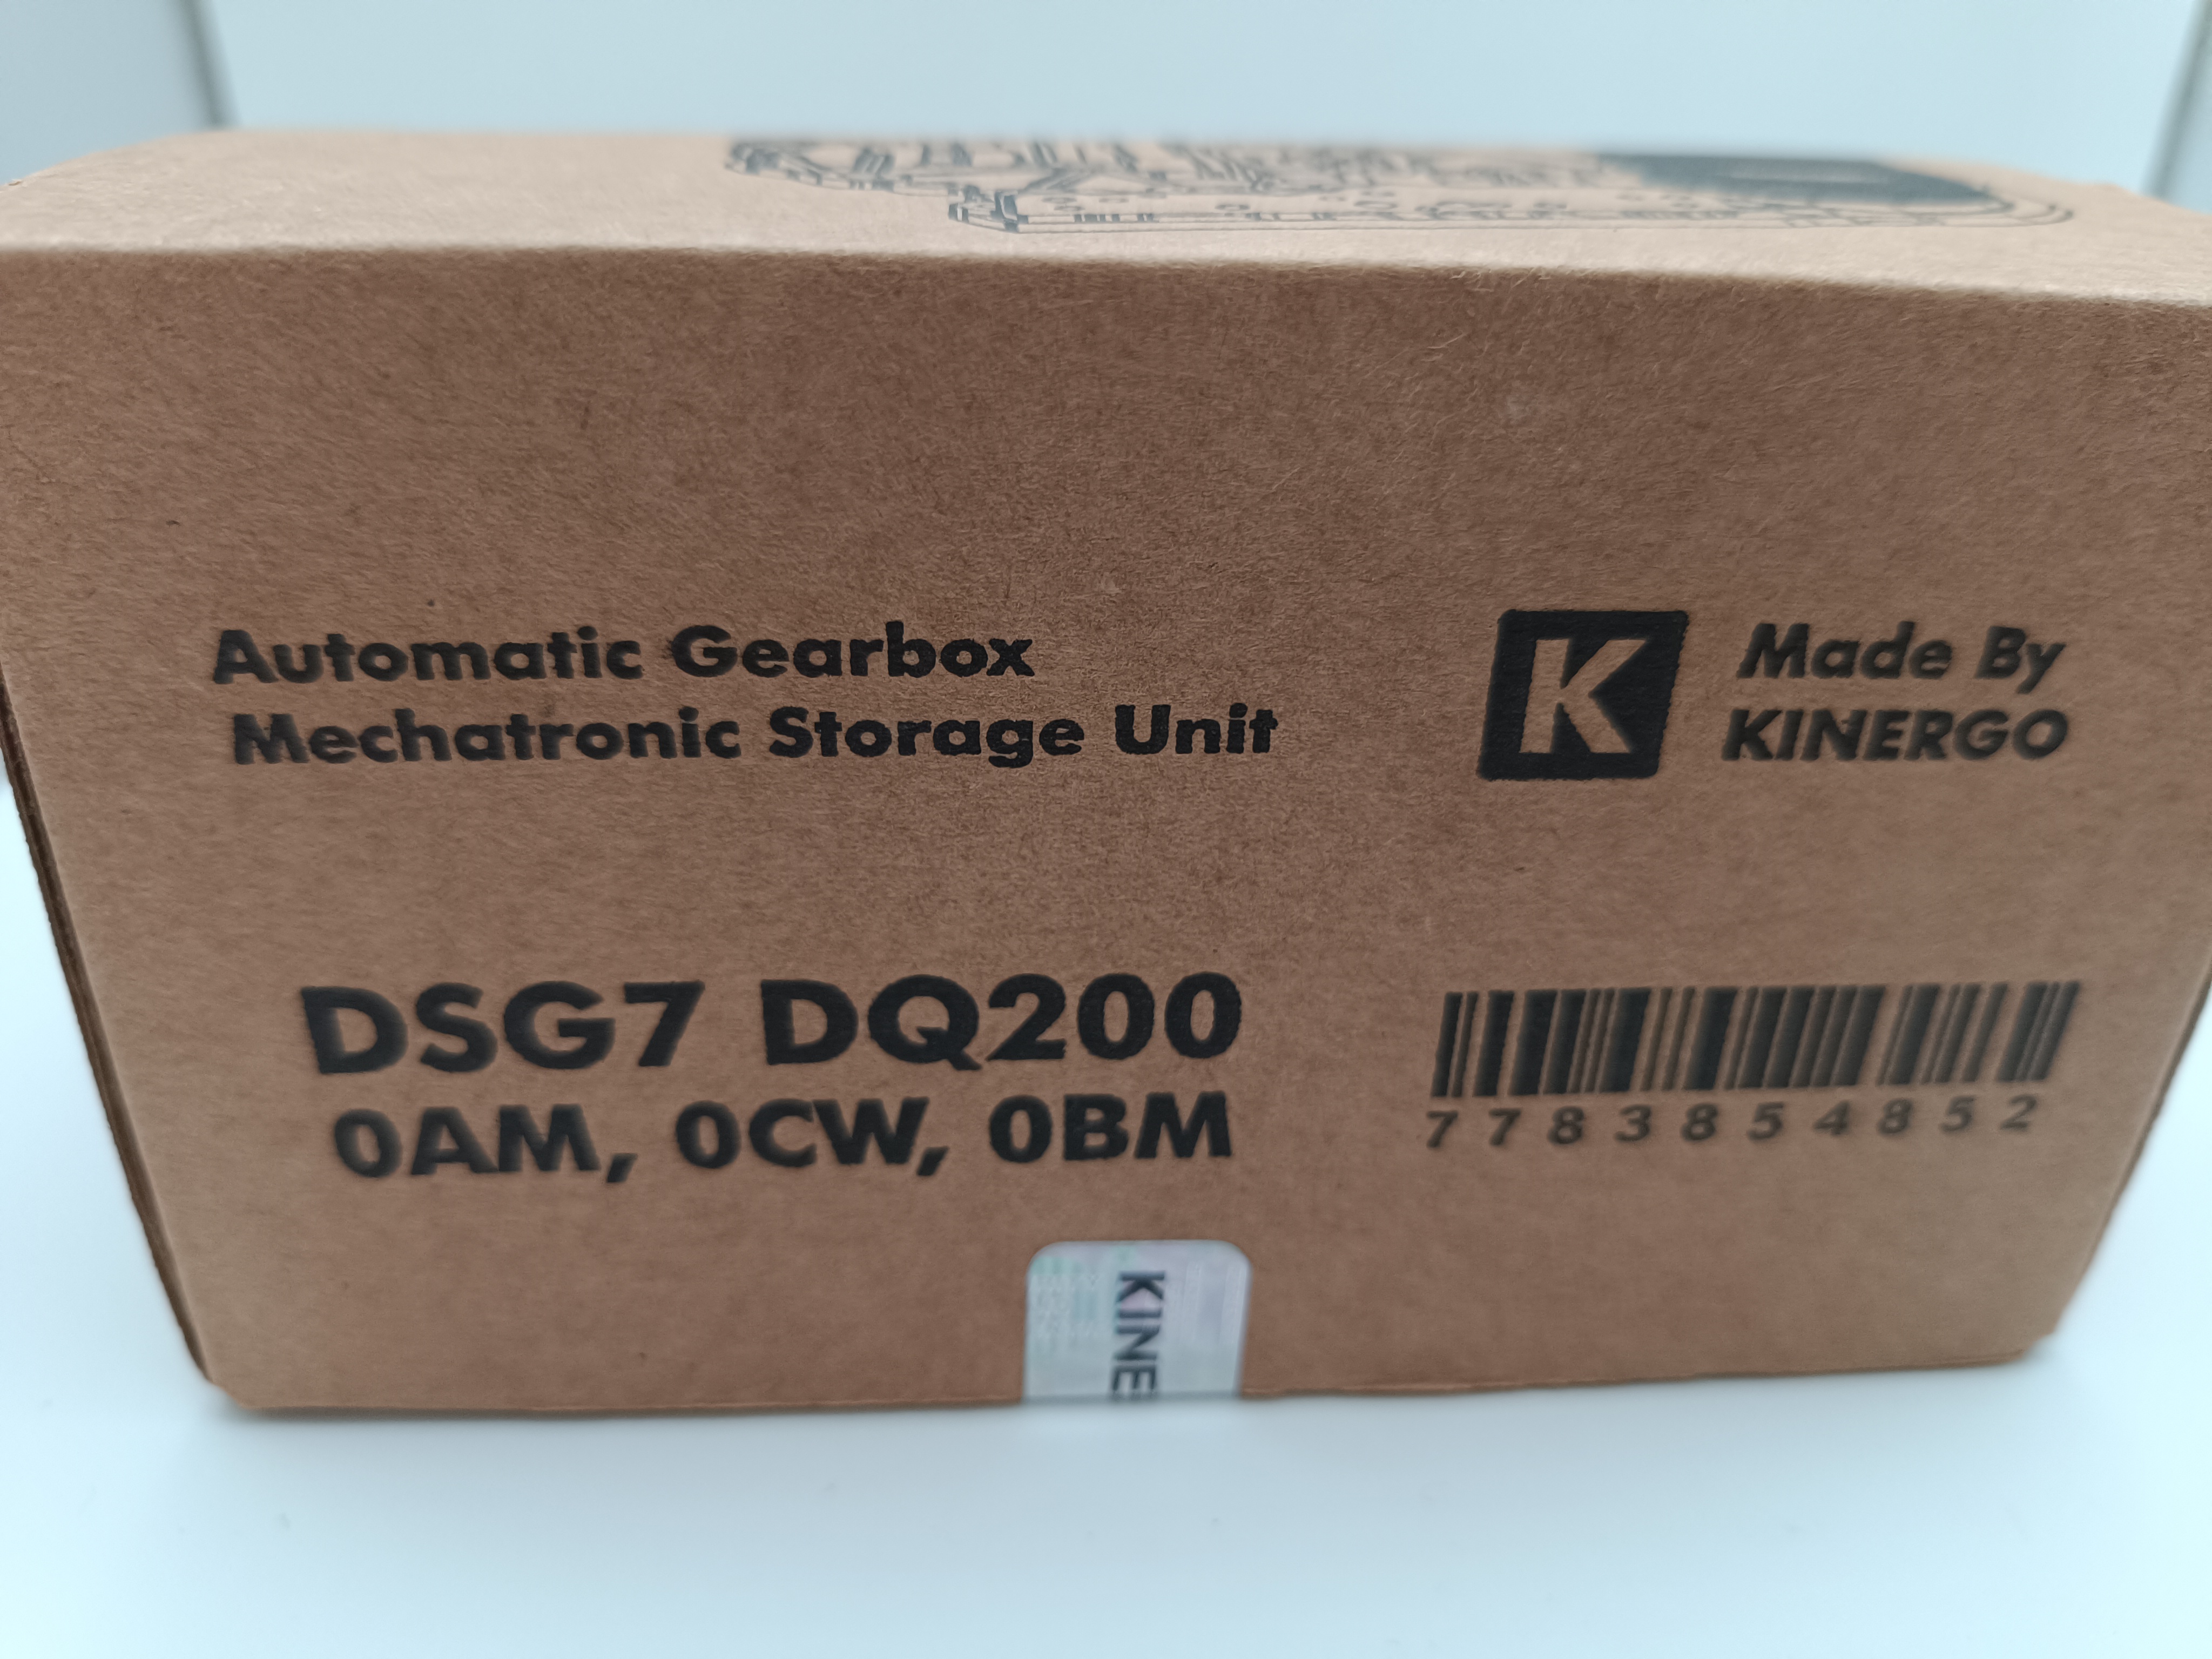 Automatic Gearbox
Mechatronic Storage Unit
K
Made By
KINERGO
DSG7 DQ200
0AM, 0CW, 0BM
7783854852
KINE